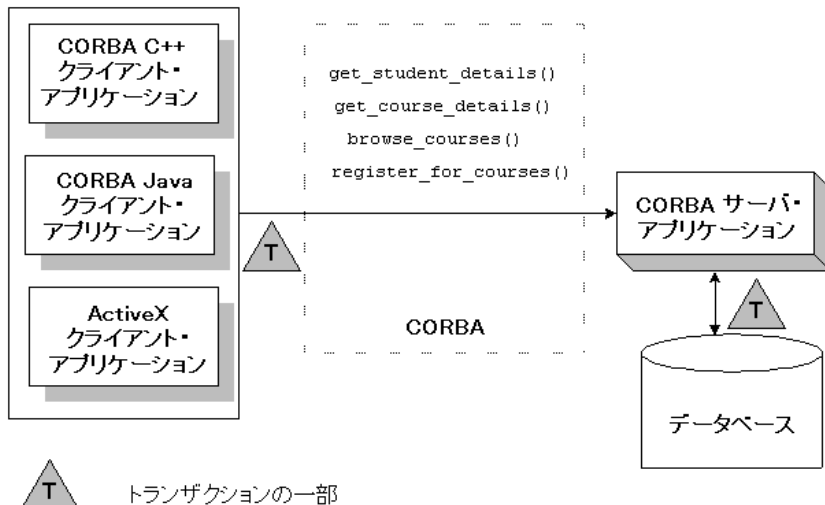 CORBA C++
クライアント・
アプリケーション
CORBA Java
クライアント・
アプリケーション
ActiveX
クライアント・
アプリケーション
T
get_student_details()
get_course_details()
browse_courses()
register_for_courses()
CORBA
CORBA サーバ・
アプリケーション
T
データベース
T
トランザクションの一部